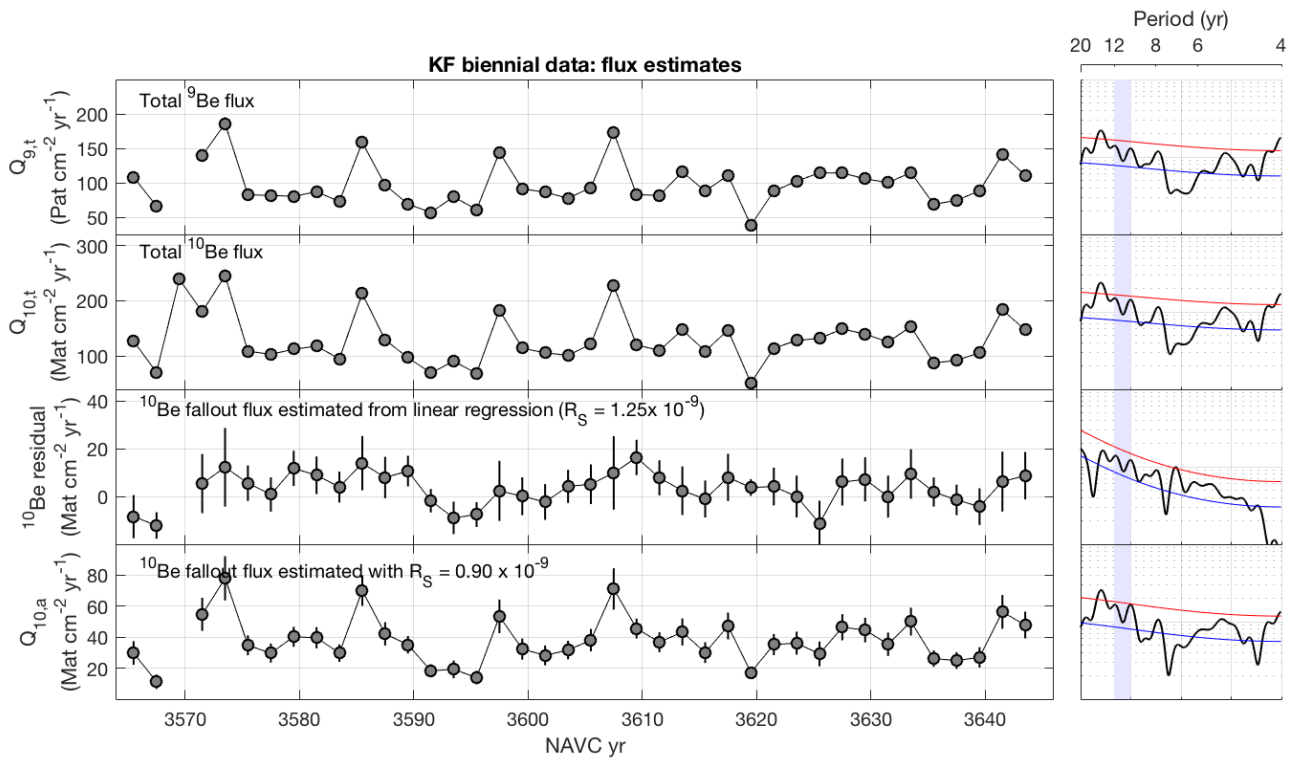 Period (yr)
20 12 8 6 4
KF biennial data: flux estimates
Total ⁹Be flux
Q9,t
(Pat cm⁻² yr⁻¹)
200
150
100
50
Total ¹⁰Be flux
Q10,t
(Mat cm⁻² yr⁻¹)
300
200
100
¹⁰Be fallout flux estimated from linear regression (R_S = 1.25x 10⁻⁹)
¹⁰Be residual
(Mat cm⁻² yr⁻¹)
40
20
0
¹⁰Be fallout flux estimated with R_S = 0.90 x 10⁻⁹
Q10,a
(Mat cm⁻² yr⁻¹)
80
60
40
20
3570 3580 3590 3600 3610 3620 3630 3640
NAVC yr